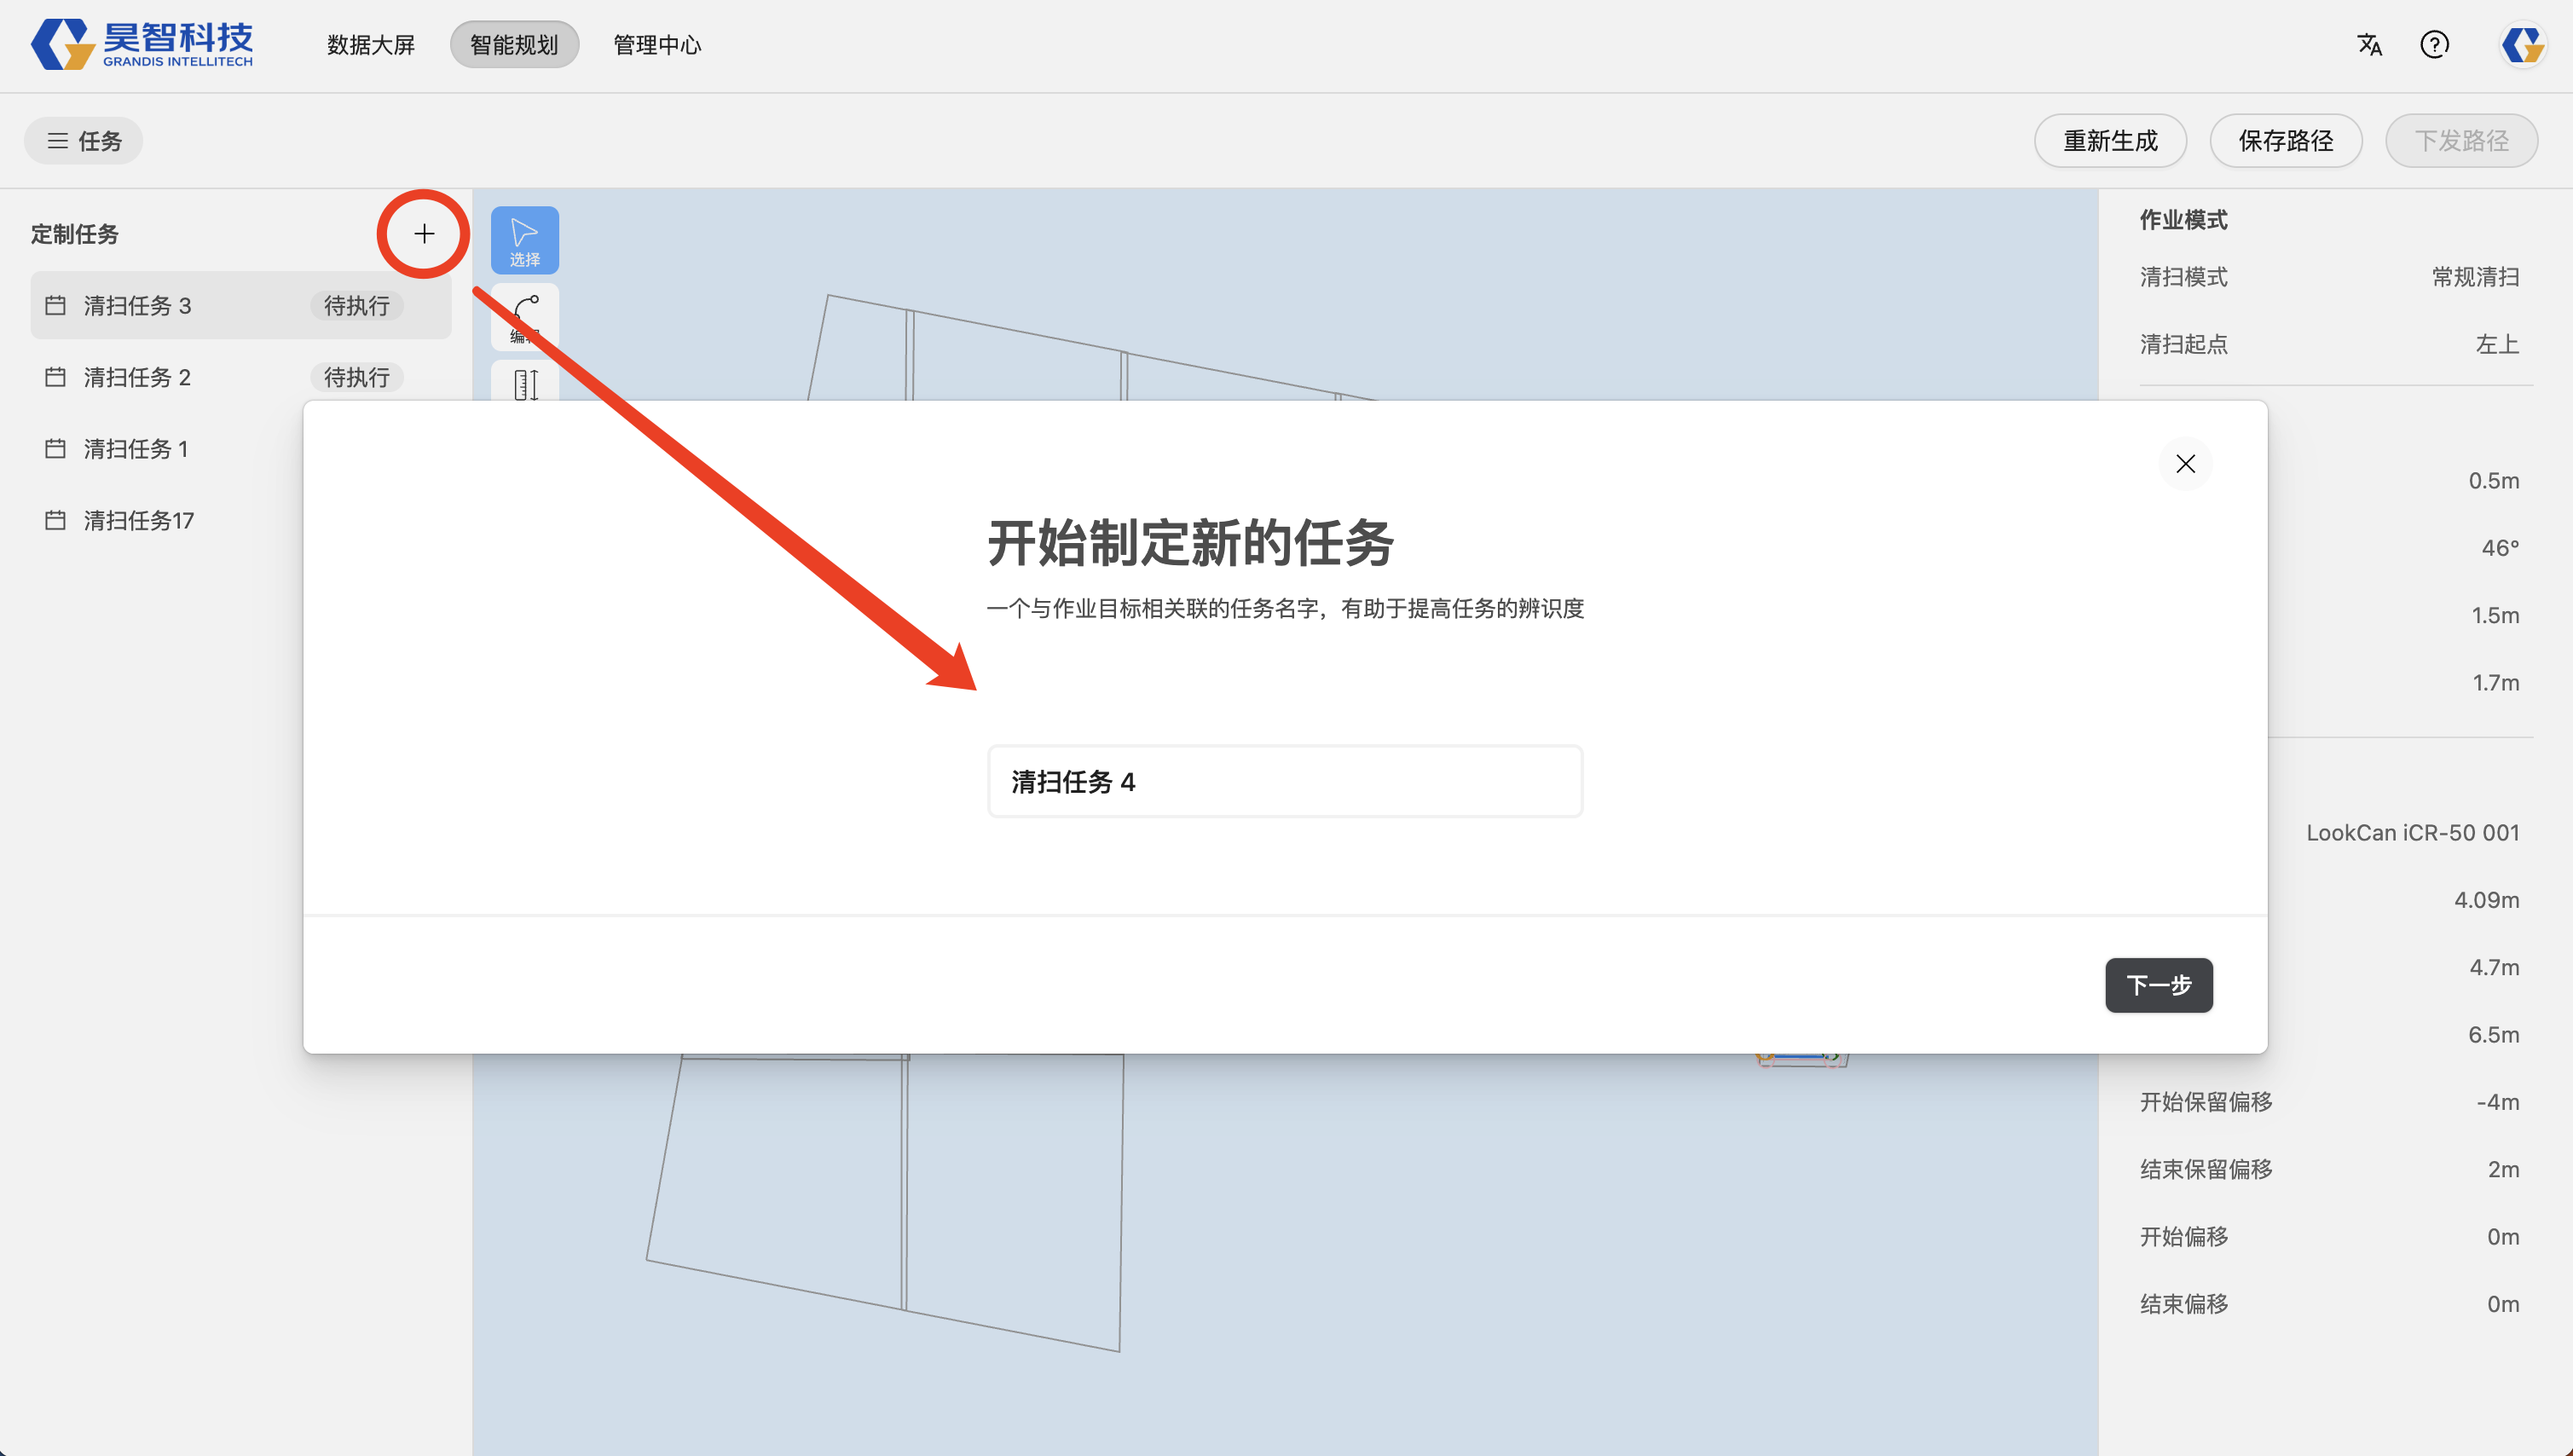 昊智科技
GRANDIS INTELLITECH
数据大屏
智能规划
管理中心
任务
重新生成
保存路径
下发路径
定制任务
清扫任务 3
待执行
清扫任务 2
待执行
清扫任务 1
清扫任务17
选择
开始制定新的任务
一个与作业目标相关联的任务名字，有助于提高任务的辨识度
清扫任务 4
下一步
作业模式
清扫模式
常规清扫
清扫起点
左上
0.5m
46°
1.5m
1.7m
LookCan iCR-50 001
4.09m
4.7m
6.5m
开始保留偏移
-4m
结束保留偏移
2m
开始偏移
0m
结束偏移
0m